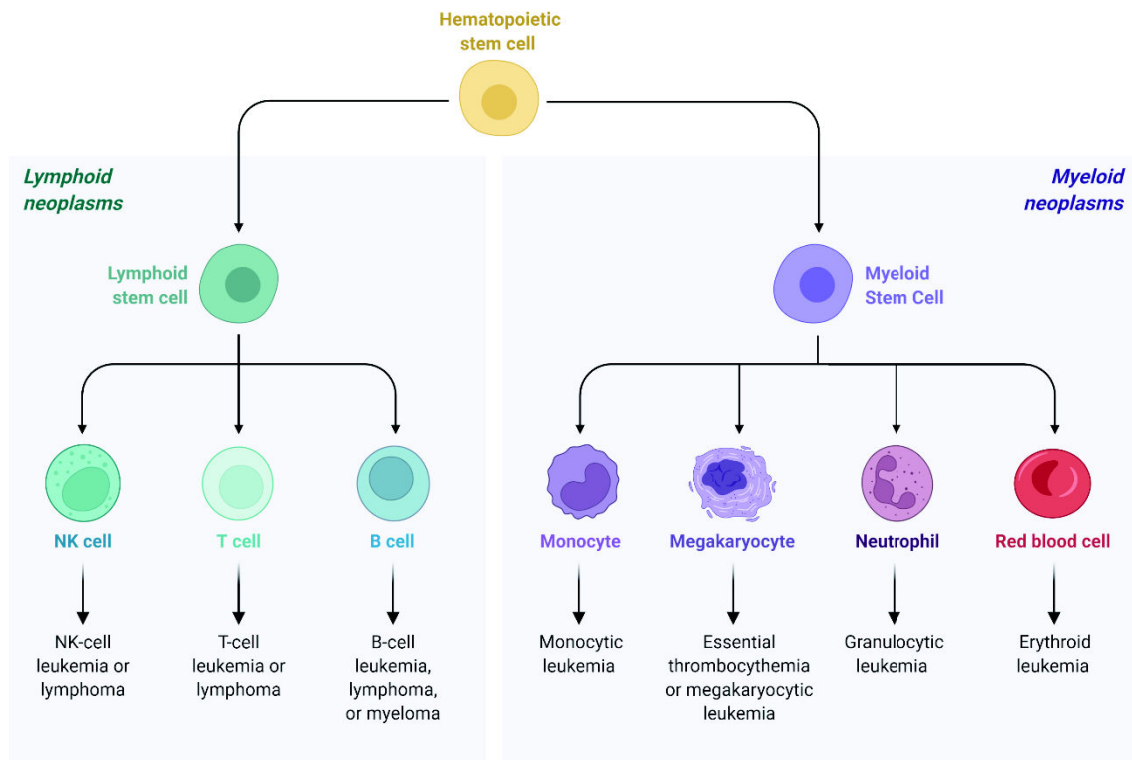 Hematopoietic
stem cell
Lymphoid
neoplasms
Myeloid
neoplasms
Lymphoid
stem cell
Myeloid
Stem Cell
NK cell
T cell
B cell
Monocyte
Megakaryocyte
Neutrophil
Red blood cell
NK-cell
leukemia or
lymphoma
T-cell
leukemia or
lymphoma
B-cell
leukemia,
lymphoma,
or myeloma
Monocytic
leukemia
Essential
thrombocythemia
or megakaryocytic
leukemia
Granulocytic
leukemia
Erythroid
leukemia